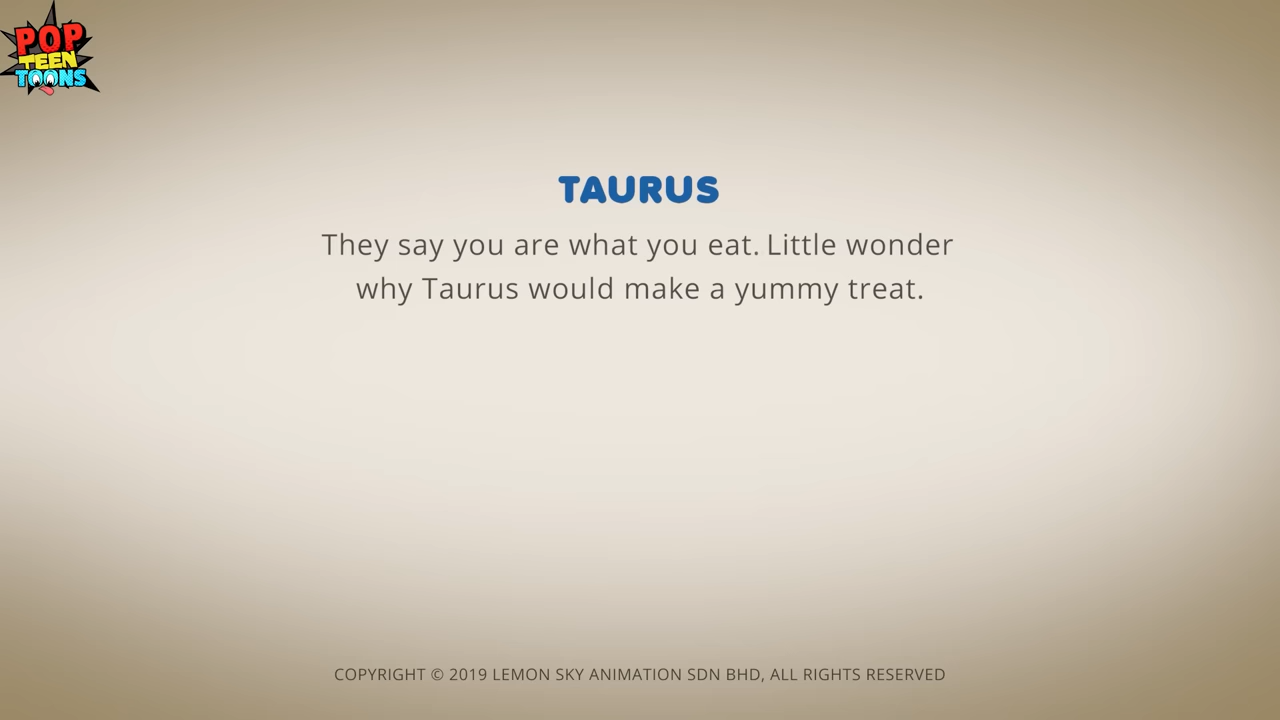 POP
TEEN
TOONS
TAURUS
They say you are what you eat. Little wonder
why Taurus would make a yummy treat.
COPYRIGHT © 2019 LEMON SKY ANIMATION SDN BHD, ALL RIGHTS RESERVED